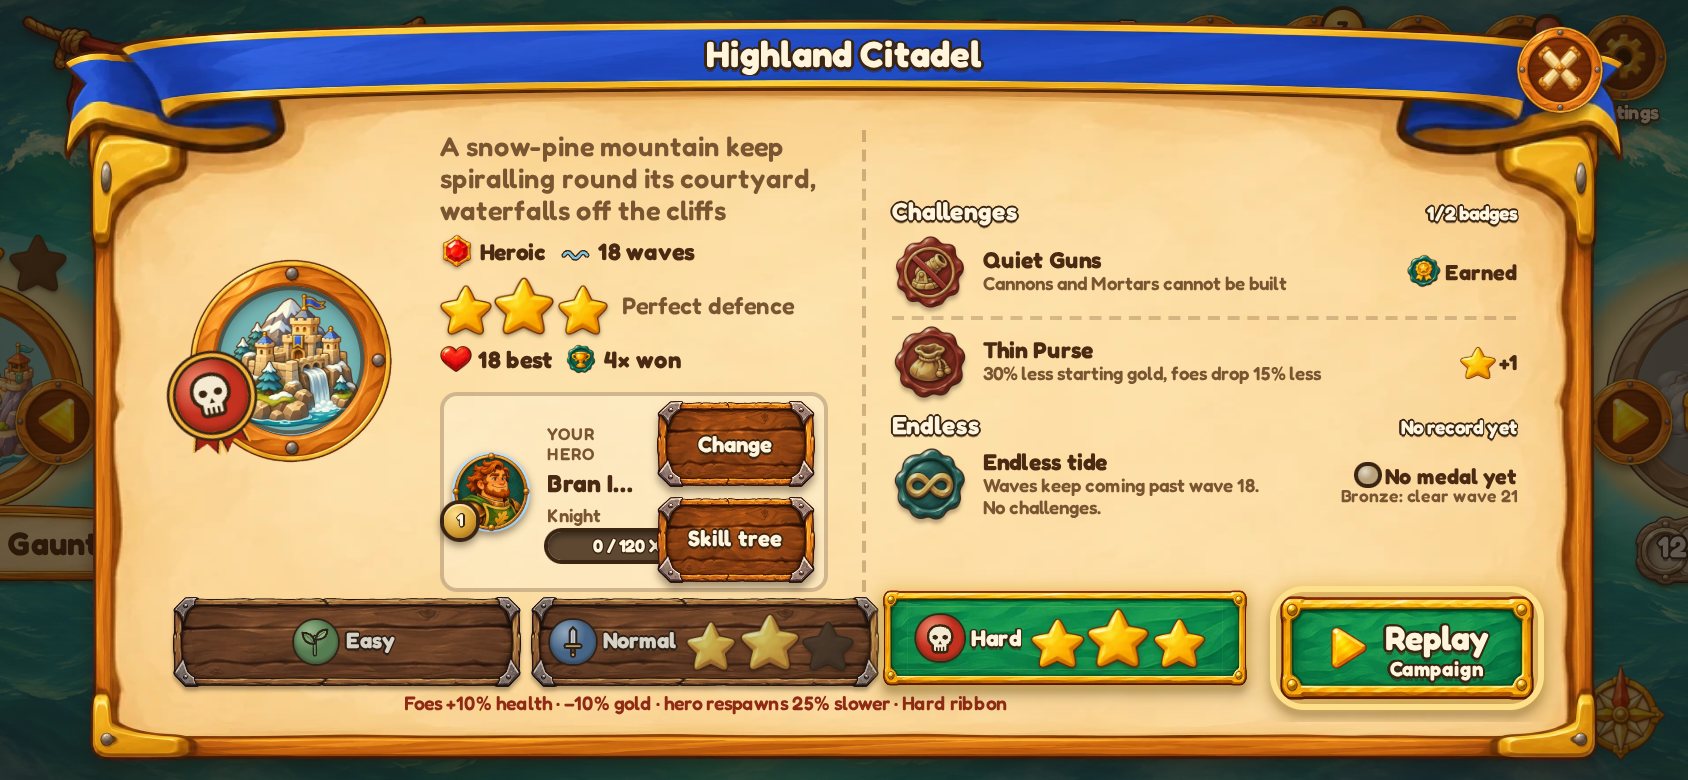 Highland Citadel
tings
A snow-pine mountain keep
spiralling round its courtyard,
waterfalls off the cliffs
Heroic 18 waves
Perfect defence
18 best 4x won
YOUR
HERO
Bran I...
Knight
1
0 / 120
Change
Skill tree
Challenges 1/2 badges
Quiet Guns
Cannons and Mortars cannot be built
Earned
Thin Purse
30% less starting gold, foes drop 15% less
+1
Endless No record yet
Endless tide
Waves keep coming past wave 18.
No challenges.
No medal yet
Bronze: clear wave 21
Gaunt
12
Easy
Normal
Hard
Replay
Campaign
Foes +10% health · –10% gold · hero respawns 25% slower · Hard ribbon